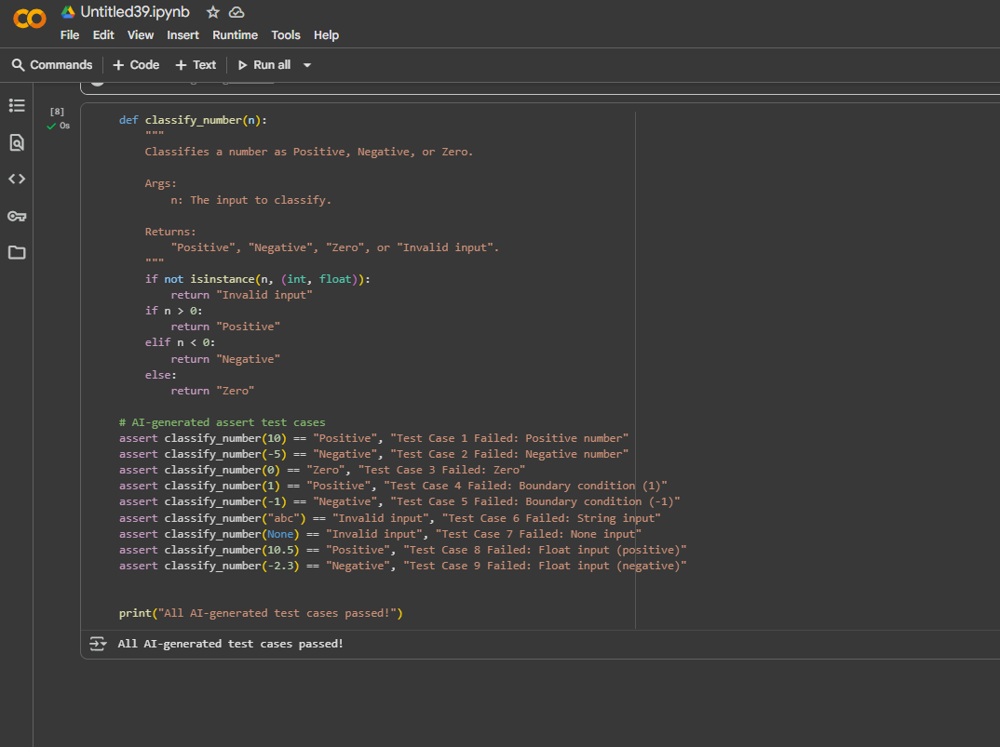 Untitled39.ipynb
File Edit View Insert Runtime Tools Help
Commands + Code + Text Run all
[8]
0s
def classify_number(n):
    """
    Classifies a number as Positive, Negative, or Zero.

    Args:
        n: The input to classify.

    Returns:
        "Positive", "Negative", "Zero", or "Invalid input".
    """
    if not isinstance(n, (int, float)):
        return "Invalid input"
    if n > 0:
        return "Positive"
    elif n < 0:
        return "Negative"
    else:
        return "Zero"

# AI-generated assert test cases
assert classify_number(10) == "Positive", "Test Case 1 Failed: Positive number"
assert classify_number(-5) == "Negative", "Test Case 2 Failed: Negative number"
assert classify_number(0) == "Zero", "Test Case 3 Failed: Zero"
assert classify_number(1) == "Positive", "Test Case 4 Failed: Boundary condition (1)"
assert classify_number(-1) == "Negative", "Test Case 5 Failed: Boundary condition (-1)"
assert classify_number("abc") == "Invalid input", "Test Case 6 Failed: String input"
assert classify_number(None) == "Invalid input", "Test Case 7 Failed: None input"
assert classify_number(10.5) == "Positive", "Test Case 8 Failed: Float input (positive)"
assert classify_number(-2.3) == "Negative", "Test Case 9 Failed: Float input (negative)"

print("All AI-generated test cases passed!")
All AI-generated test cases passed!